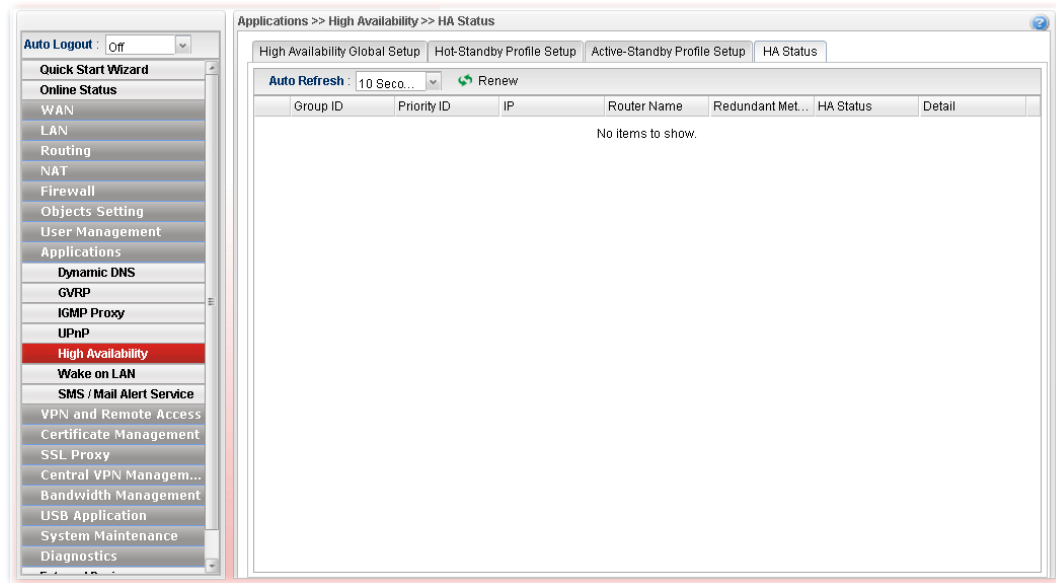 Applications >> High Availability >> HA Status
Auto Logout : Off
High Availability Global Setup Hot-Standby Profile Setup Active-Standby Profile Setup HA Status
Auto Refresh : 10 Seco... Renew
Group ID Priority ID IP Router Name Redundant Met... HA Status Detail
No items to show.
Quick Start Wizard
Online Status
WAN
LAN
Routing
NAT
Firewall
Objects Setting
User Management
Applications
Dynamic DNS
GVRP
IGMP Proxy
UPnP
High Availability
Wake on LAN
SMS / Mail Alert Service
VPN and Remote Access
Certificate Management
SSL Proxy
Central VPN Managem...
Bandwidth Management
USB Application
System Maintenance
Diagnostics